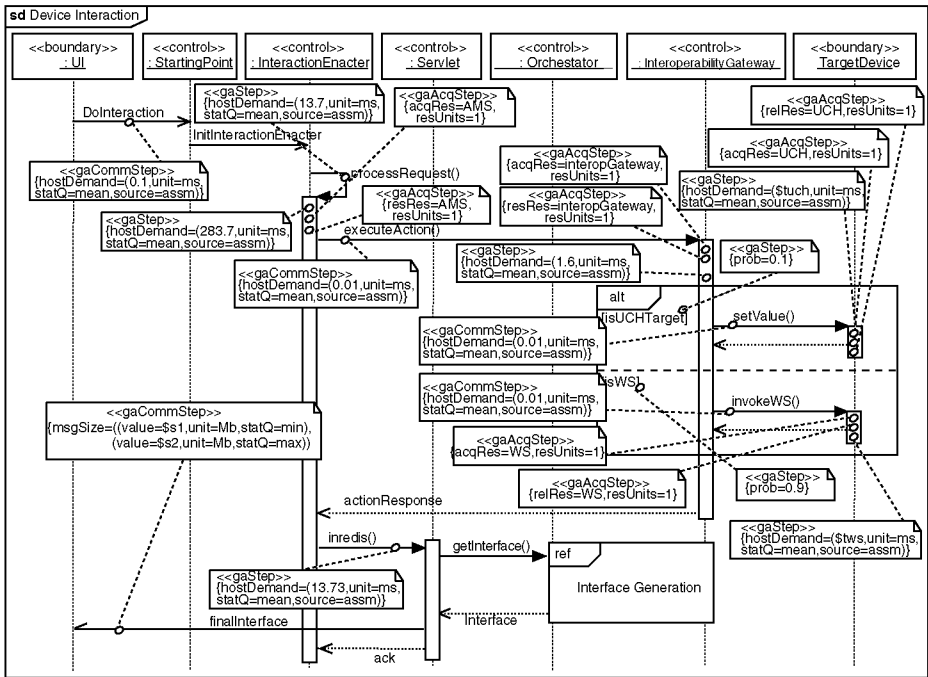 sd Device Interaction
<<boundary>>
: UI
<<control>>
: StartingPoint
<<control>>
: InteractionEnacter
<<control>>
: Servlet
<<control>>
: Orchestator
<<control>>
: InteroperabilityGateway
<<boundary>>
TargetDevice
<<gaStep>>
{hostDemand=(13.7,unit=ms,
statQ=mean,source=assm}
<<gaAcqStep>>
{acqRes=AMS,
resUnits=1}
<<gaAcqStep>>
{relRes=UCH,resUnits=1}
DoInteraction
InitInteractionEnacter
<<gaAcqStep>>
{acqRes=UCH,resUnits=1}
<<gaCommStep>>
{hostDemand=(0.1,unit=ms,
statQ=mean,source=assm)}
processRequest()
<<gaAcqStep>>
{acqRes=interopGateway,
resUnits=1}
<<gaStep>>
{hostDemand=($tuch,unit=ms,
statQ=mean,source=assm}
<<gaAcqStep>>
{resRes=AMS,
resUnits=1}
<<gaAcqStep>>
{resRes=interopGateway,
resUnits=1}
<<gaStep>>
{hostDemand=(283.7,unit=ms,
statQ=mean,source=assm)}
executeAction()
<<gaStep>>
{hostDemand=(1.6,unit=ms,
statQ=mean,source=assm)}
<<gaStep>>
{prob=0.1}
<<gaCommStep>>
{hostDemand=(0.01,unit=ms,
statQ=mean,source=assm)}
alt
[isUCHTarget]
setValue()
<<gaCommStep>>
{hostDemand=(0.01,unit=ms,
statQ=mean,source=assm)}
[isWS]
<<gaCommStep>>
{hostDemand=(0.01,unit=ms,
statQ=mean,source=assm)}
invokeWS()
<<gaCommStep>>
{msgSize=((value=$s1,unit=Mb,statQ=min),
(value=$s2,unit=Mb,statQ=max))
<<gaAcqStep>>
{acqRes=WS,resUnits=1}
<<gaAcqStep>>
{relRes=WS,resUnits=1}
<<gaStep>>
{prob=0.9}
actionResponse
<<gaStep>>
{hostDemand=($tws,unit=ms,
statQ=mean,source=assm)}
inredis()
getInterface()
ref
Interface Generation
<<gaStep>>
{hostDemand=(13.73,unit=ms,
statQ=mean,source=assm)}
Interface
finalInterface
ack